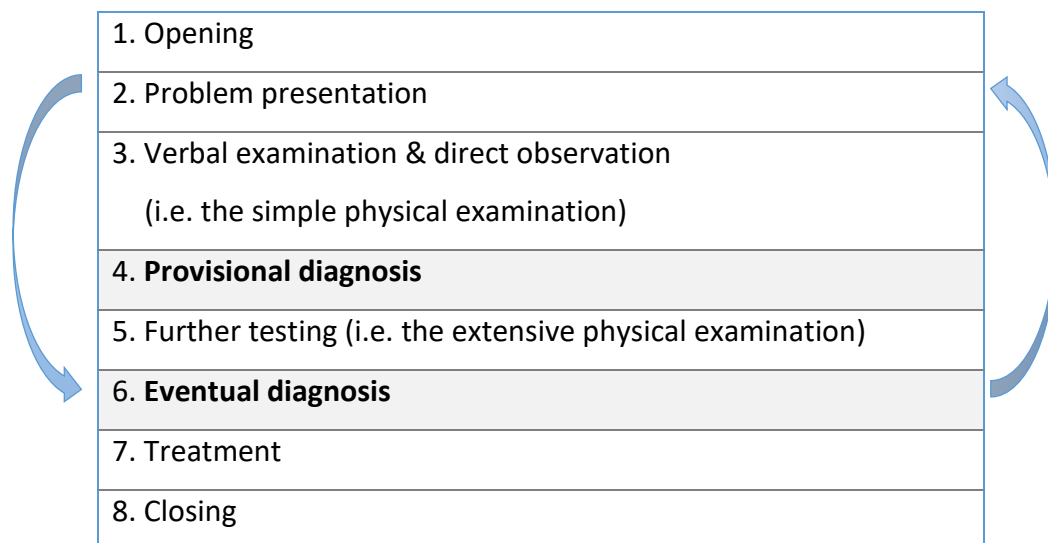 1. Opening
2. Problem presentation
3. Verbal examination & direct observation
(i.e. the simple physical examination)
4. Provisional diagnosis
5. Further testing (i.e. the extensive physical examination)
6. Eventual diagnosis
7. Treatment
8. Closing